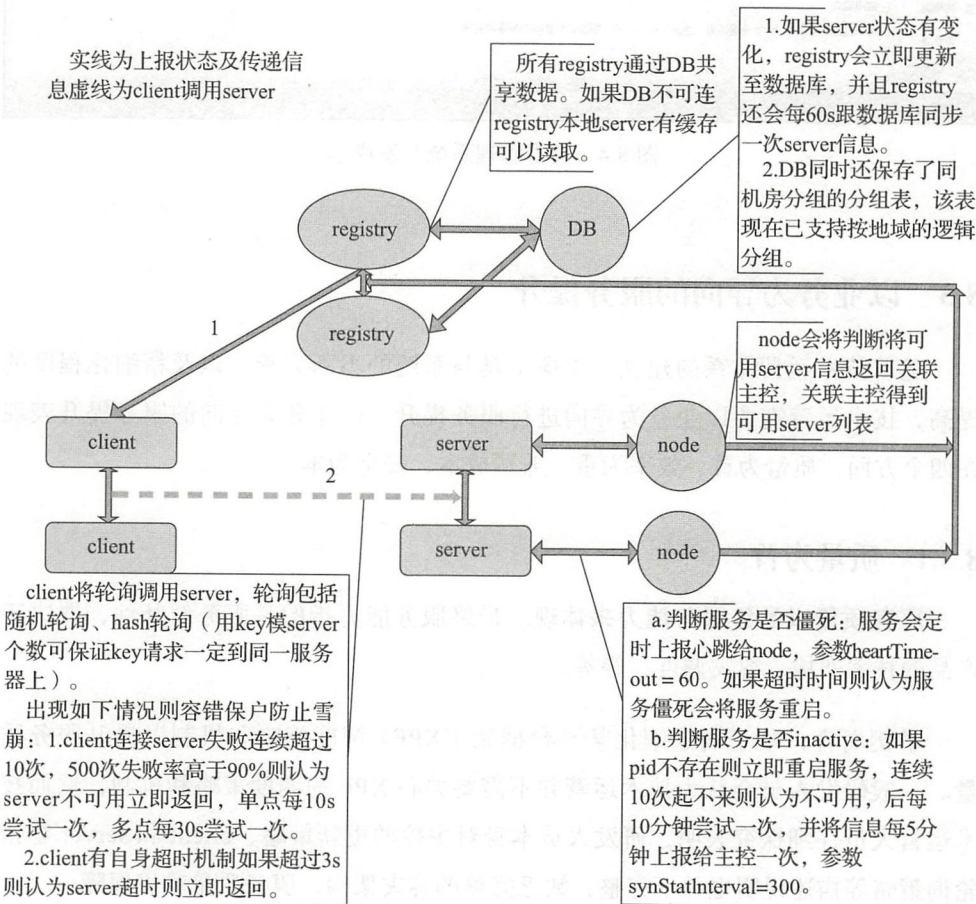 实线为上报状态及传递信
息虚线为client调用server
所有registry通过DB共
享数据。如果DB不可连
registry本地server有缓存
可以读取。
1.如果server状态有变
化，registry会立即更新
至数据库，并且registry
还会每60s跟数据库同步
一次server信息。
2.DB同时还保存了同
机房分组的分组表，该表
现在已支持按地域的逻辑
分组。
registry
DB
1
registry
node会将判断将可
用server信息返回关联
主控，关联主控得到
可用server列表
client
server
node
2
client
server
node
client将轮询调用server，轮询包括
随机轮询、hash轮询（用key模server
个数可保证key请求一定到同一服务
器上）。
出现如下情况则容错保户防止雪
崩：1.client连接server失败连续超过
10次，500次失败率高于90%则认为
server不可用立即返回，单点每10s
尝试一次，多点每30s尝试一次。
2.client有自身超时机制如果超过3s
则认为server超时则立即返回。
a.判断服务是否僵死：服务会定
时上报心跳给node，参数heartTime-
out＝60。如果超时时间则认为服
务僵死会将服务重启。
b.判断服务是否inactive：如果
pid不存在则立即重启服务，连续
10次起不来则认为不可用，后每
10分钟尝试一次，并将信息每5分
钟上报给主控一次，参数
synStatInterval=300。